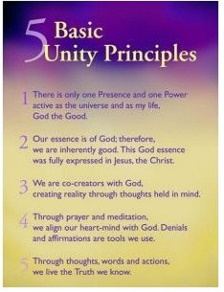 5 Basic
Unity Principles
1 There is only one Presence and one Power
active as the universe and as my life,
God the Good.
2 Our essence is of God; therefore,
we are inherently good. This God essence
was fully expressed in Jesus, the Christ.
3 We are co-creators with God,
creating reality through thoughts held in mind.
4 Through prayer and meditation,
we align our heart-mind with God. Denials
and affirmations are tools we use.
5 Through thoughts, words and actions,
we live the Truth we know.